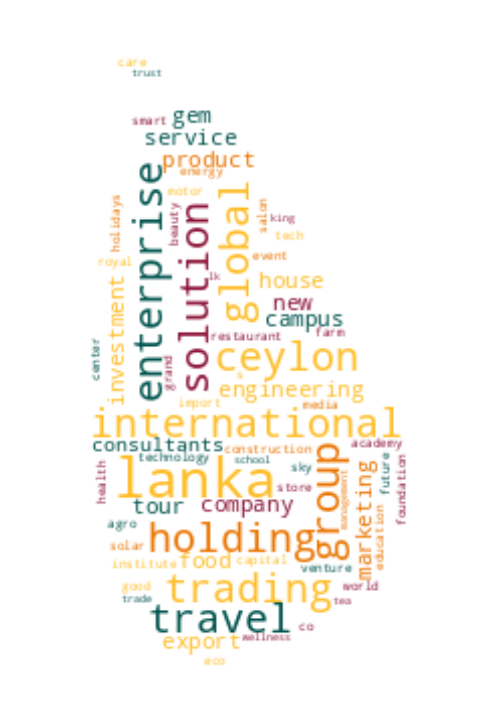 care
trust
smart
gem
service
product
energy
enterprise
motor
solution
global
holidays
beauty
salon
king
tech
royal
event
lk
investment
house
new
campus
restaurant
farm
center
grand
ceylon
s
engineering
import
media
international
consultants
construction
academy
technology
school
sky
lanka
group
health
store
management
marketing
future
education
foundation
tour
company
agro
holding
solar
institute
food
capital
venture
good
trading
world
trade
tea
travel
co
export
wellness
eco